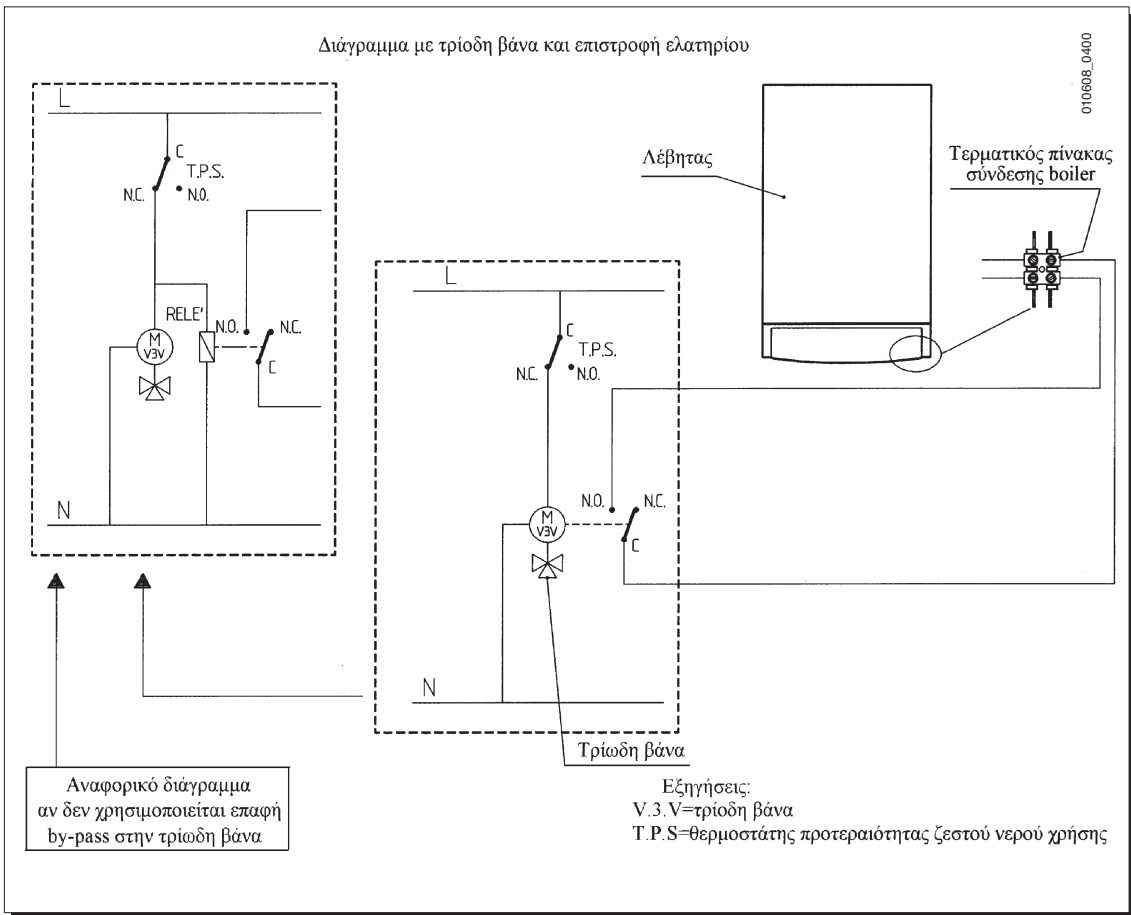 Διάγραμμα με τρίοδη βάνα και επιστροφή ελατηρίου
010608_0400
L
C
T.P.S.
N.C.
N.O.
RELE'
N.O.
N.C.
M
V3V
C
N
Λέβητας
Τερματικός πίνακας
σύνδεσης boiler
L
C
T.P.S.
N.C.
N.O.
N.O.
N.C.
M
V3V
C
N
Τρίωδη βάνα
Αναφορικό διάγραμμα
αν δεν χρησιμοποιείται επαφή
by-pass στην τρίωδη βάνα
Εξηγήσεις:
V.3.V=τρίοδη βάνα
T.P.S=θερμοστάτης προτεραιότητας ζεστού νερού χρήσης